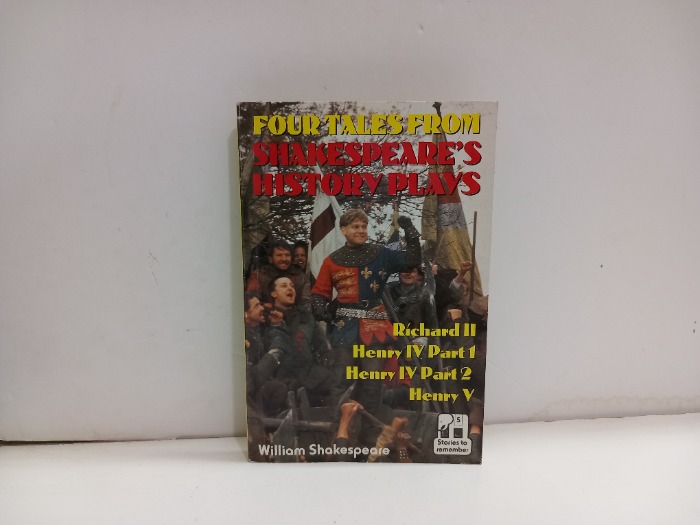 FOUR TALES FROM
SHAKESPEARE'S
HISTORY PLAYS
Richard II
Henry IV Part 1
Henry IV Part 2
Henry V
S
Stories to
remember
William Shakespeare